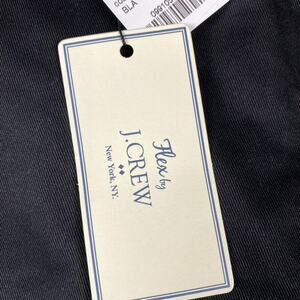 BLA
Flex by
J.CREW
New York, NY.